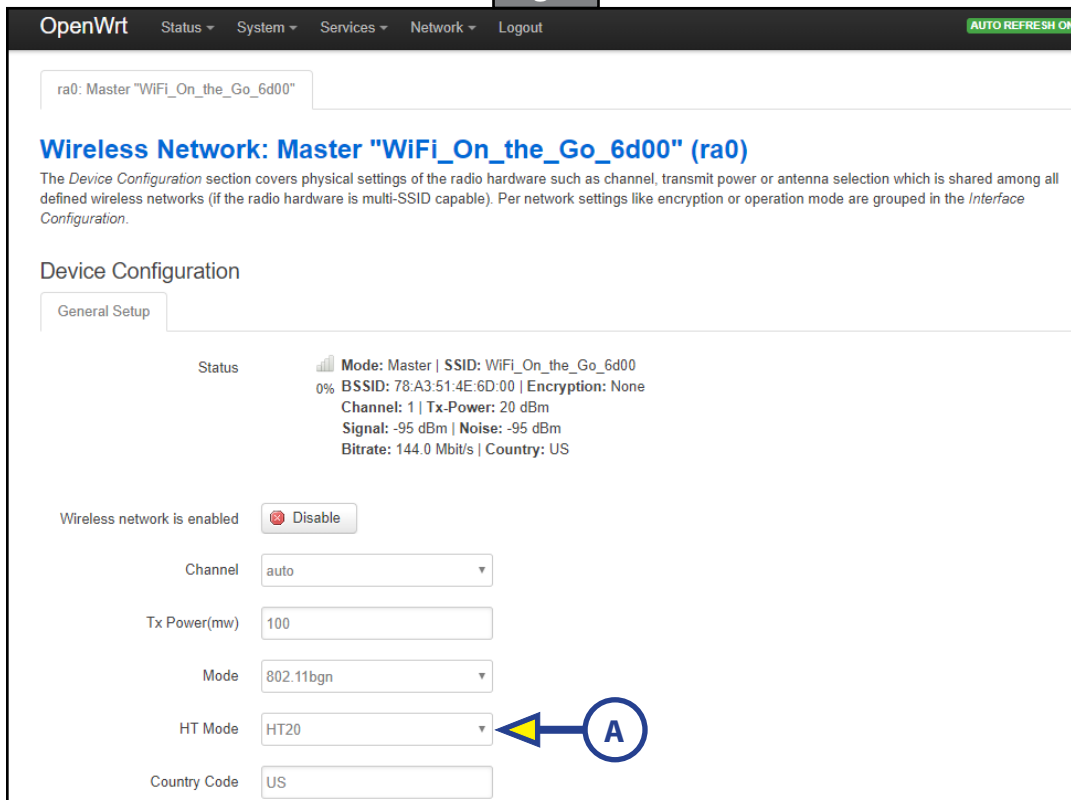 OpenWrt Status System Services Network Logout AUTO REFRESH ON
ra0: Master "WiFi_On_the_Go_6d00"
Wireless Network: Master "WiFi_On_the_Go_6d00" (ra0)
The Device Configuration section covers physical settings of the radio hardware such as channel, transmit power or antenna selection which is shared among all
defined wireless networks (if the radio hardware is multi-SSID capable). Per network settings like encryption or operation mode are grouped in the Interface
Configuration.
Device Configuration
General Setup
Status
Mode: Master | SSID: WiFi_On_the_Go_6d00
0% BSSID: 78:A3:51:4E:6D:00 | Encryption: None
Channel: 1 | Tx-Power: 20 dBm
Signal: -95 dBm | Noise: -95 dBm
Bitrate: 144.0 Mbit/s | Country: US
Wireless network is enabled Disable
Channel auto
Tx Power(mw) 100
Mode 802.11bgn
HT Mode HT20 A
Country Code US